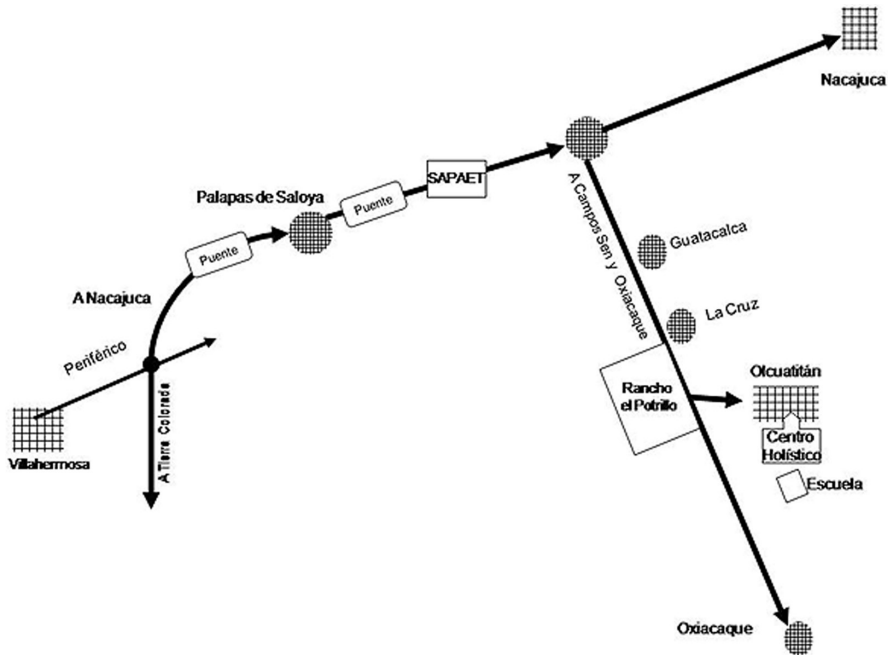 Nacajuca
SAPAET
Puente
Palapas de Saloya
Puente
A Nacajuca
Periférico
Villahermosa
A Tierra Colorada
A Campos Sen y Oxiacaque
Guatacalca
La Cruz
Rancho
el Potrillo
Olcuatitán
Centro
Holístico
Escuela
Oxiacaque